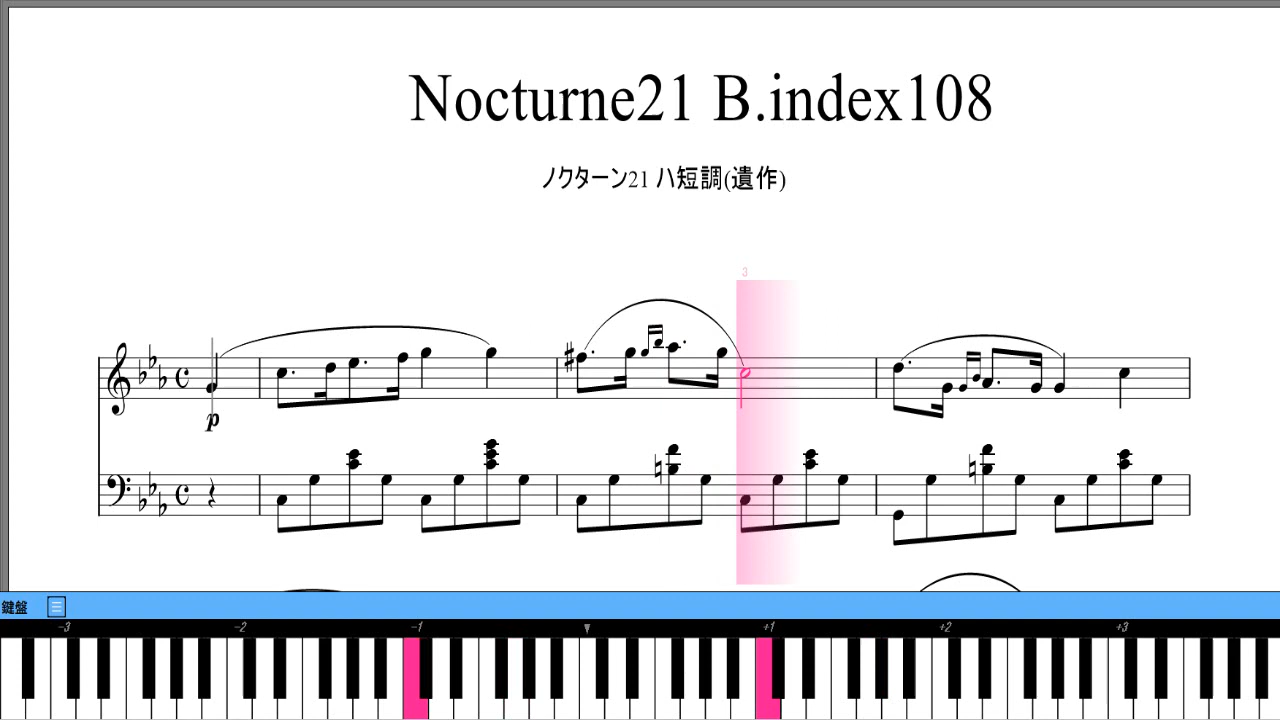 Nocturne21 B.index108
ノクターン21 ハ短調(遺作)
3
p
鍵盤
-3 -2 -1 +1 +2 +3